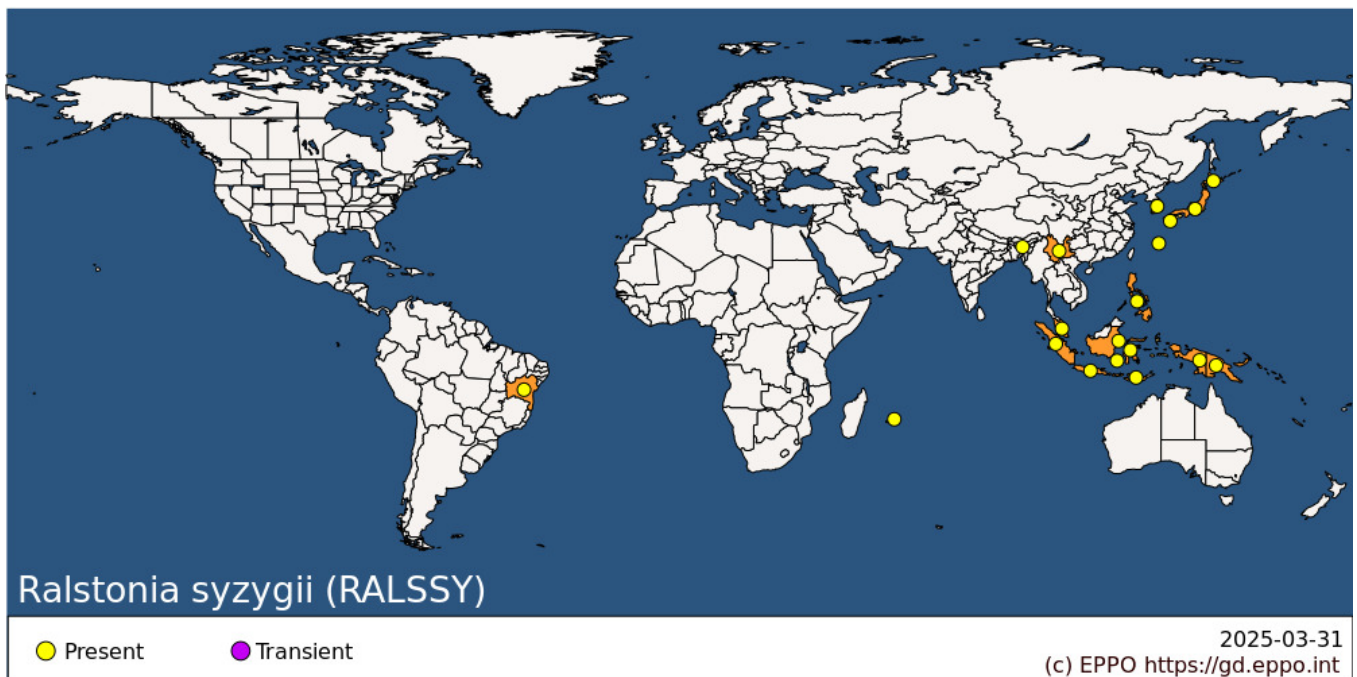 Ralstonia syzygii (RALSSY)
Present
Transient
2025-03-31
(c) EPPO https://gd.eppo.int